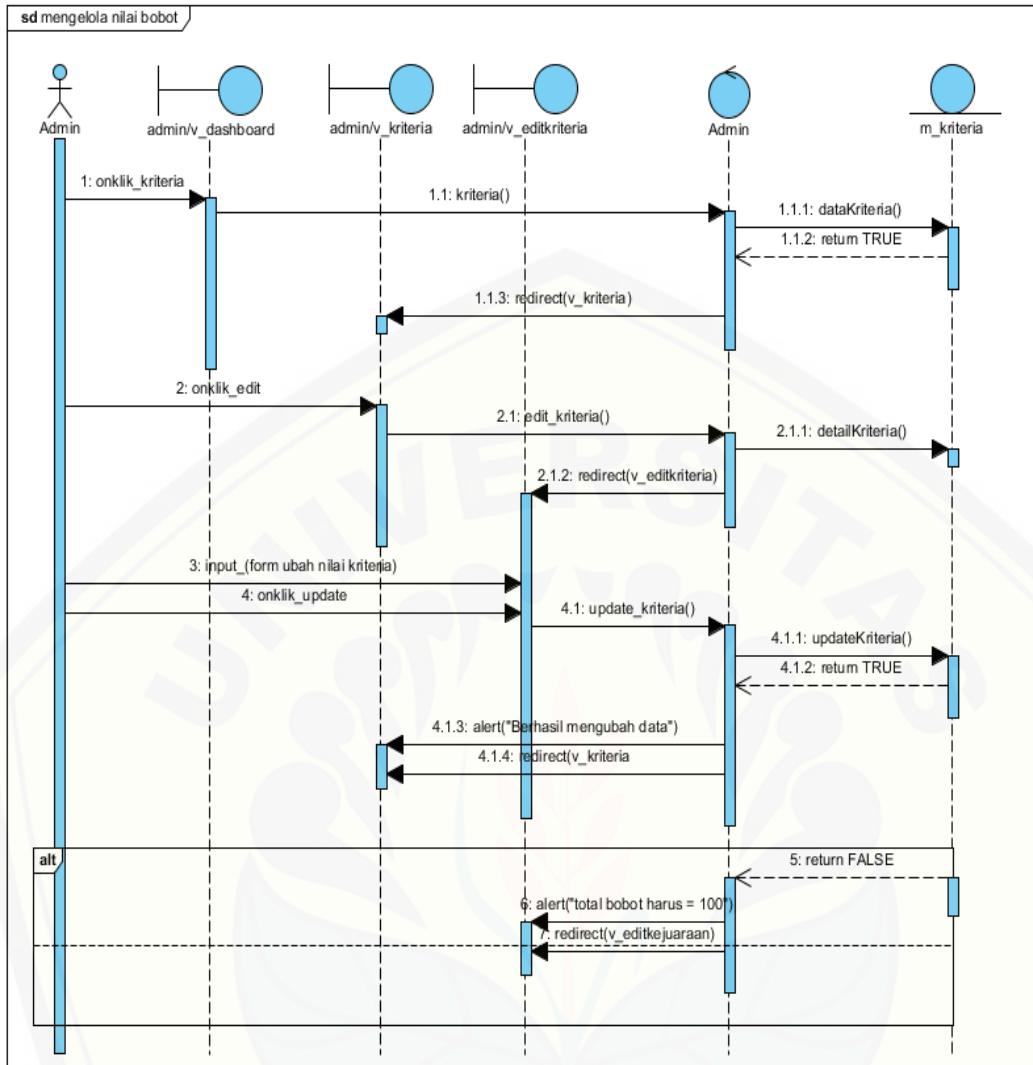 sd mengelola nilai bobot
Admin
admin/v_dashboard
admin/v_kriteria
admin/v_editkriteria
Admin
m_kriteria
1: onklik_kriteria
1.1: kriteria()
1.1.1: dataKriteria()
1.1.2: return TRUE
1.1.3: redirect(v_kriteria)
2: onklik_edit
2.1: edit_kriteria()
2.1.1: detailKriteria()
2.1.2: redirect(v_editkriteria)
3: input_(form ubah nilai kriteria)
4: onklik_update
4.1: update_kriteria()
4.1.1: updateKriteria()
4.1.2: return TRUE
4.1.3: alert("Berhasil mengubah data")
4.1.4: redirect(v_kriteria
alt
5: return FALSE
6: alert("total bobot harus = 100")
7: redirect(v_editkejuaraan)
UNIVERSITAS